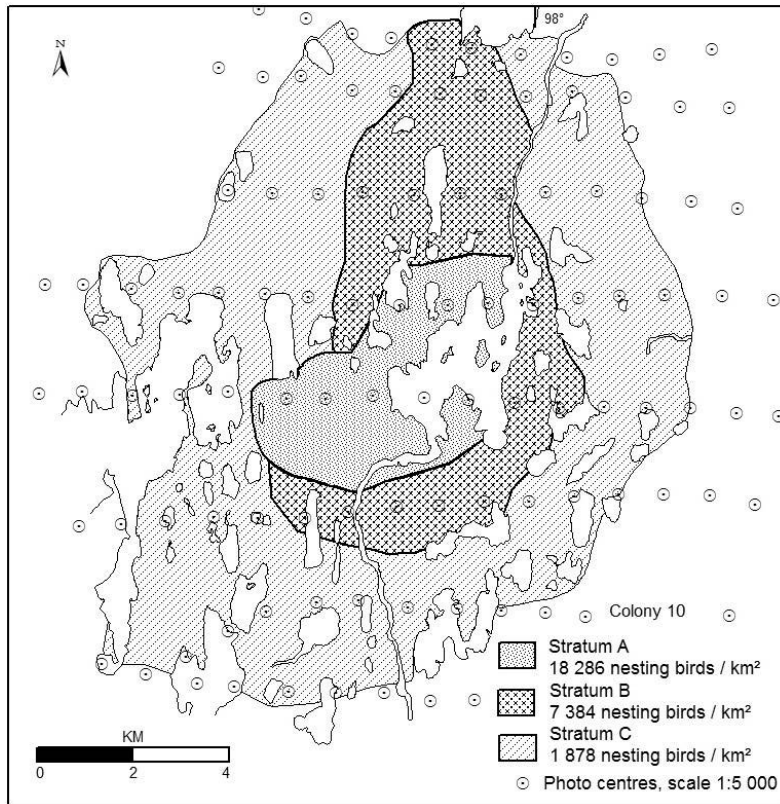 98°
N
Colony 10
Stratum A
18 286 nesting birds / km²
Stratum B
7 384 nesting birds / km²
Stratum C
1 878 nesting birds / km²
Photo centres, scale 1:5 000
KM
0 2 4